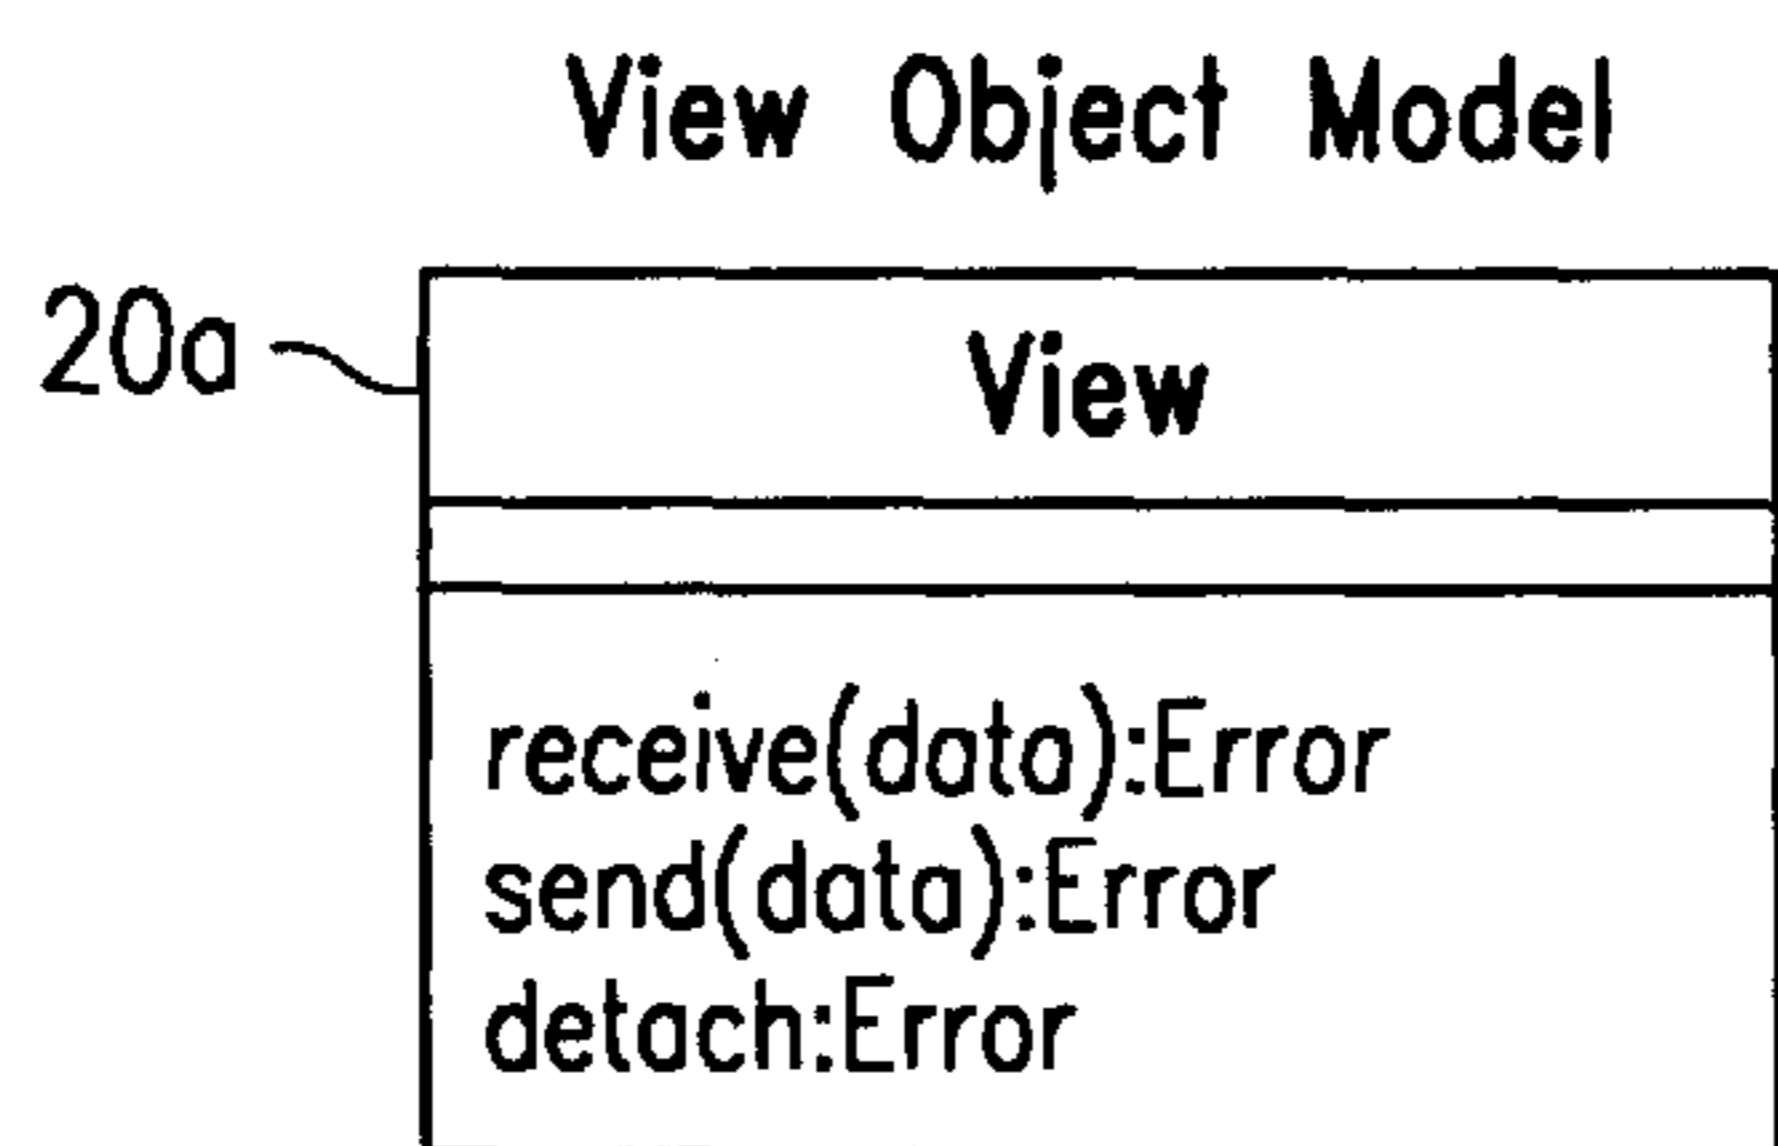 View Object Model
20a
View
receive(data):Error
send(data):Error
detach:Error